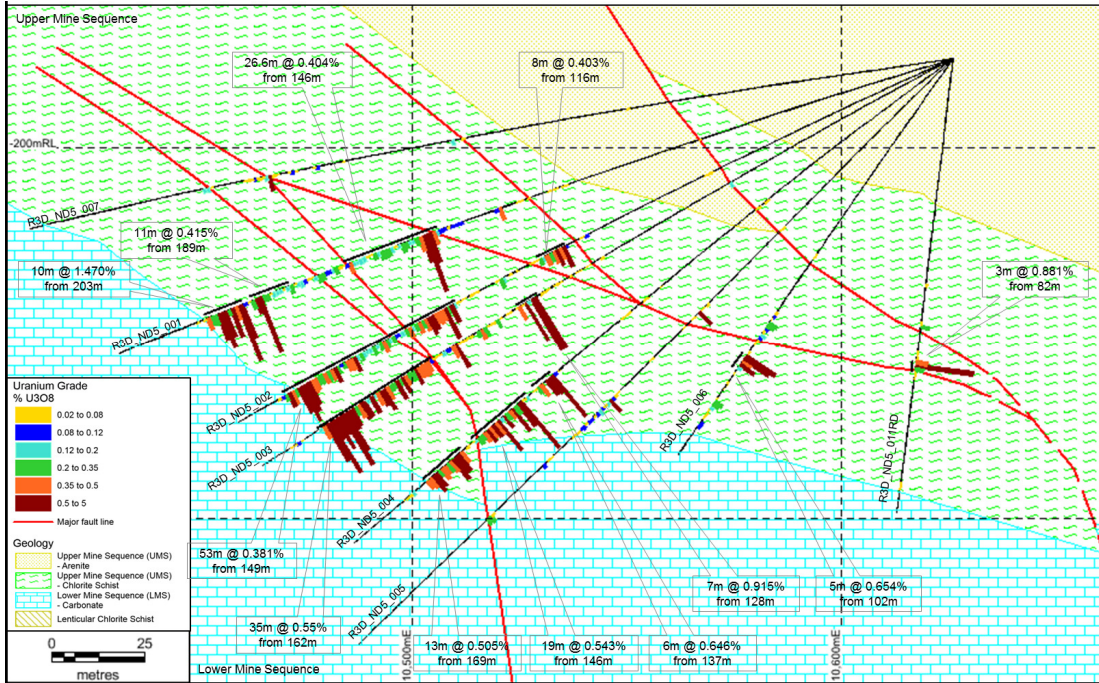 Upper Mine Sequence
26.6m @ 0.404%
from 146m
8m @ 0.403%
from 116m
-200mRL
R3D_ND5_007
11m @ 0.415%
from 189m
10m @ 1.470%
from 203m
3m @ 0.881%
from 82m
R3D_ND5_001
R3D_ND5_002
R3D_ND5_003
R3D_ND5_004
R3D_ND5_005
R3D_ND5_006
R3D_ND5_011RD
Uranium Grade
% U3O8
0.02 to 0.08
0.08 to 0.12
0.12 to 0.2
0.2 to 0.35
0.35 to 0.5
0.5 to 5
Major fault line
Geology
Upper Mine Sequence (UMS)
- Arenite
Upper Mine Sequence (UMS)
- Chlorite Schist
Lower Mine Sequence (LMS)
- Carbonate
Lenticular Chlorite Schist
0 25
metres
53m @ 0.381%
from 149m
35m @ 0.55%
from 162m
13m @ 0.505%
from 169m
19m @ 0.543%
from 146m
6m @ 0.646%
from 137m
7m @ 0.915%
from 128m
5m @ 0.654%
from 102m
10,500mE
10,600mE
Lower Mine Sequence